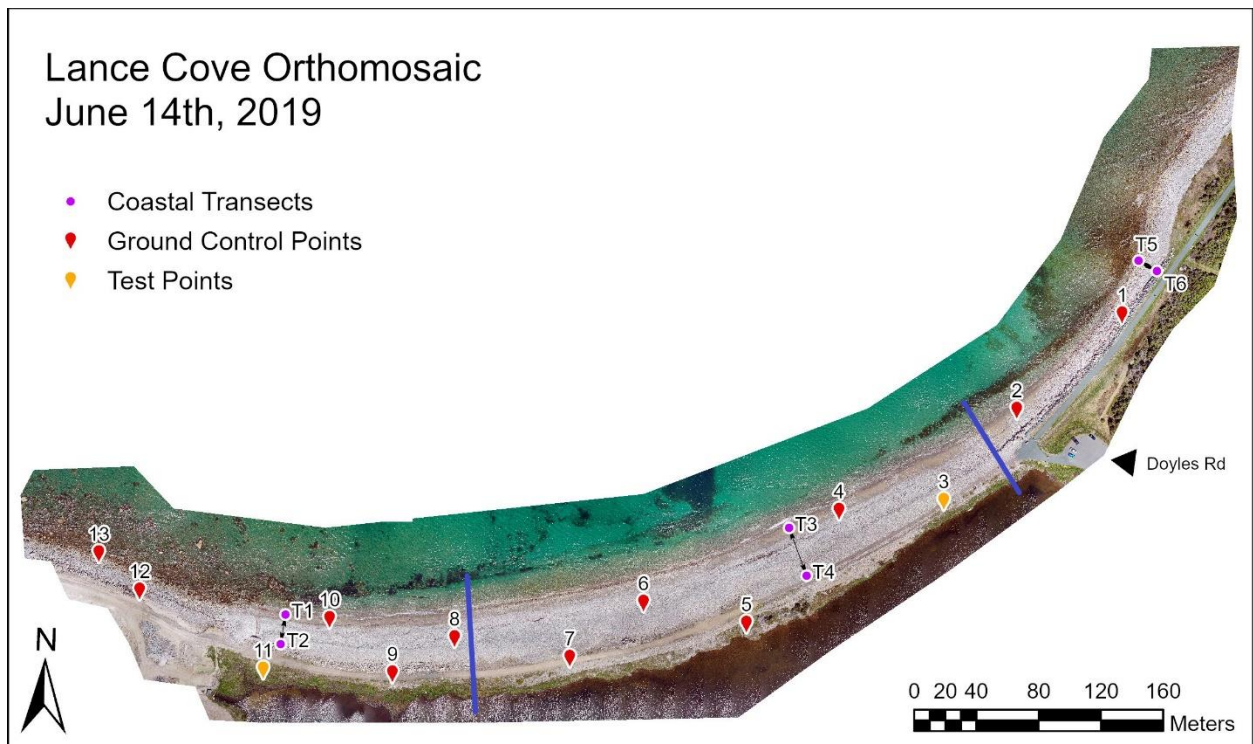 Lance Cove Orthomosaic
June 14th, 2019
Coastal Transects
Ground Control Points
Test Points
T5
T6
1
2
Doyles Rd
3
4
T3
T4
13
12
6
5
T1
10
8
T2
7
11
9
N
0 20 40 80 120 160
Meters